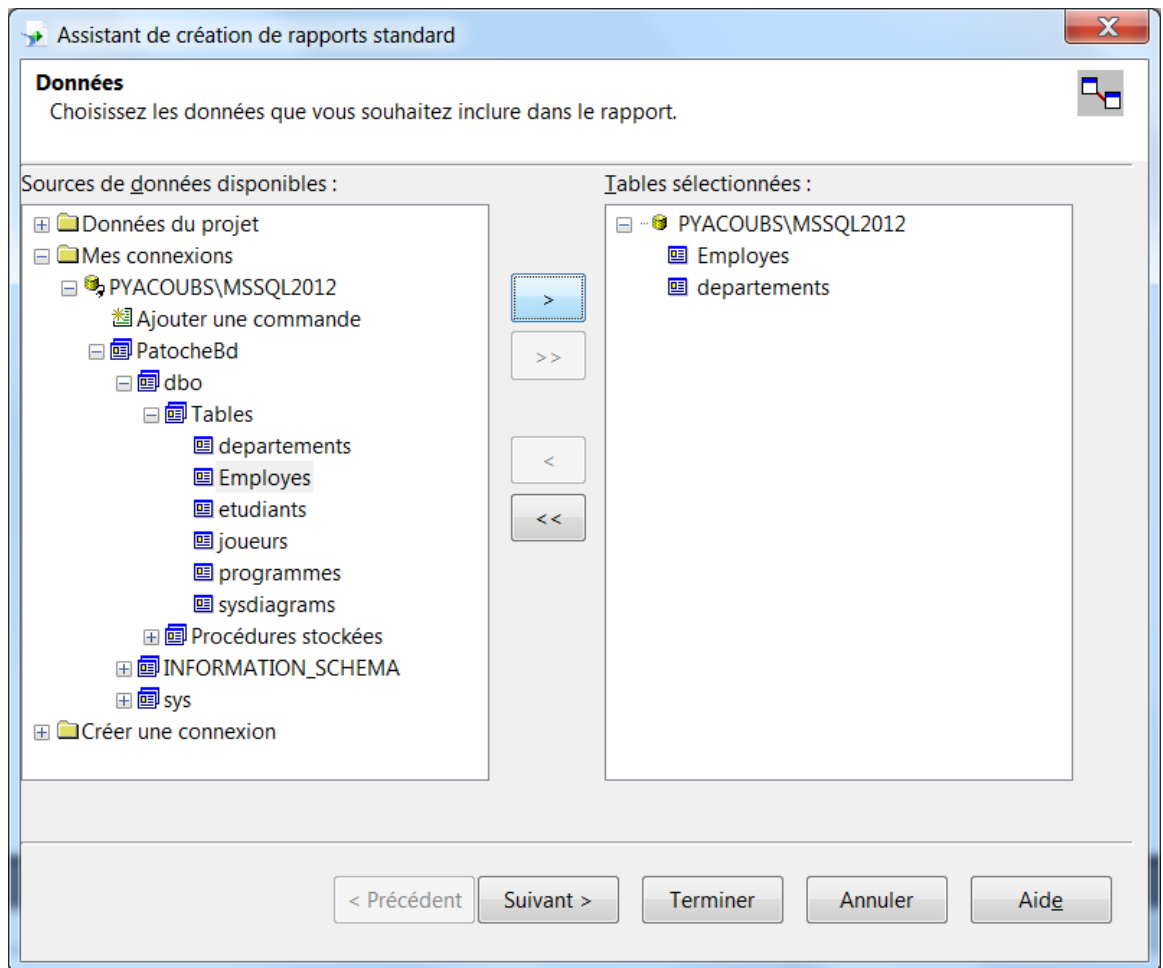 Assistant de création de rapports standard
Données
Choisissez les données que vous souhaitez inclure dans le rapport.
Sources de données disponibles :
Données du projet
Mes connexions
PYACOUBS\MSSQL2012
Ajouter une commande
PatocheBd
dbo
Tables
departements
Employes
etudiants
joueurs
programmes
sysdiagrams
Procédures stockées
INFORMATION_SCHEMA
sys
Créer une connexion
>
>>
<
<<
Tables sélectionnées :
PYACOUBS\MSSQL2012
Employes
departements
< Précédent
Suivant >
Terminer
Annuler
Aide